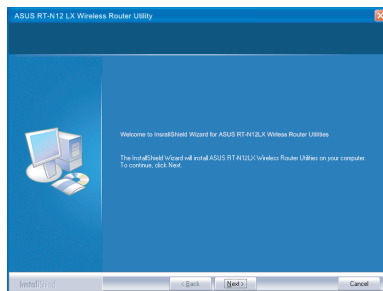 ASUS RT-N12 LX Wireless Router Utility
Welcome to InsrallShield Wizard for ASUS RT-N12LX Wirless Router Utilities
The InstallShield Wizard will install ASUS RT-N12LX Wireless Router Utilities on your computer.
To continue, click Next.
InstallShield
< Back
Next >
Cancel